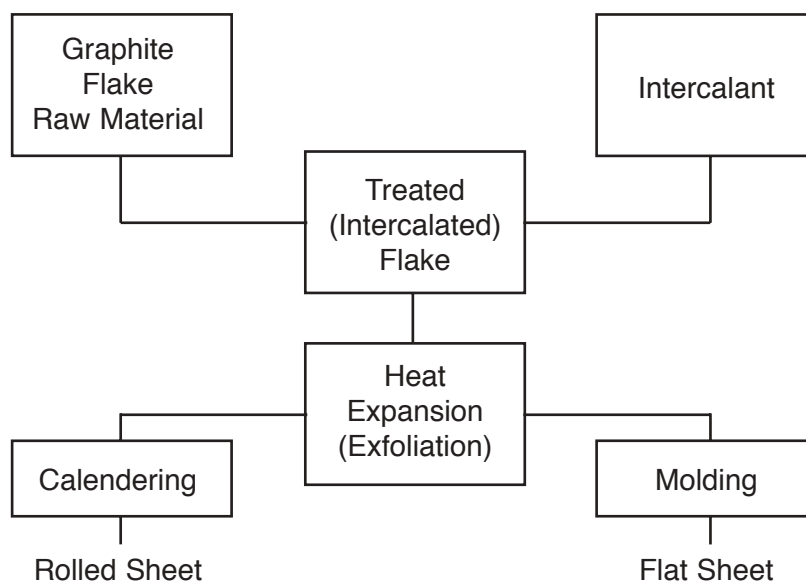 Graphite
Flake
Raw Material
Intercalant
Treated
(Intercalated)
Flake
Heat
Expansion
(Exfoliation)
Calendering
Molding
Rolled Sheet
Flat Sheet